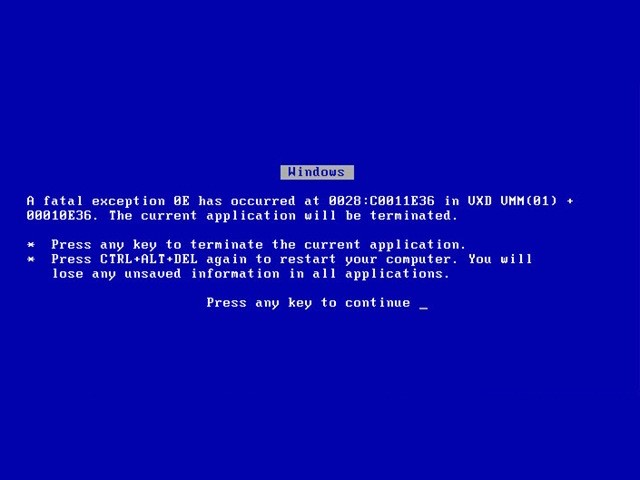 Windows
A fatal exception 0E has occurred at 0028:C0011E36 in VXD VMM(01) +
00010E36. The current application will be terminated.
* Press any key to terminate the current application.
* Press CTRL+ALT+DEL again to restart your computer. You will
lose any unsaved information in all applications.
Press any key to continue _